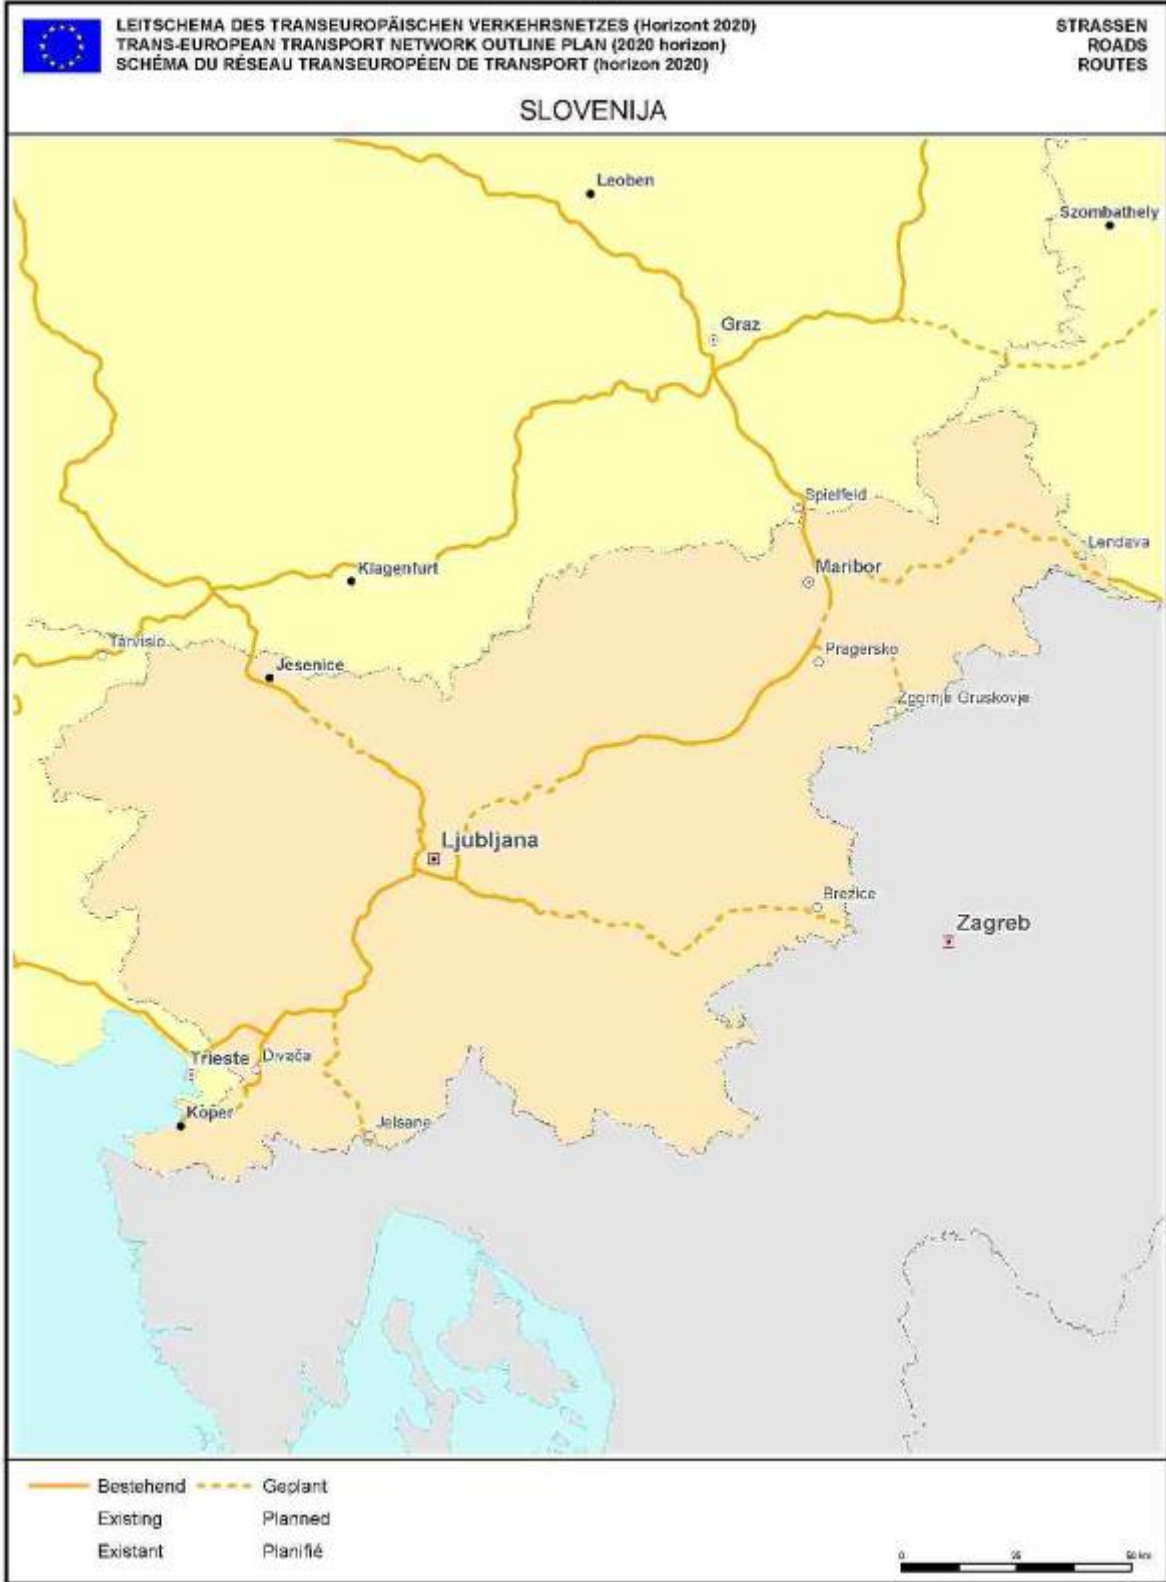 LEITSCHEMA DES TRANSEUROPÄISCHEN VERKEHRSNETZES (Horizont 2020)
TRANS-EUROPEAN TRANSPORT NETWORK OUTLINE PLAN (2020 horizon)
SCHÉMA DU RÉSEAU TRANSEUROPÉEN DE TRANSPORT (horizon 2020)
STRASSEN
ROADS
ROUTES
SLOVENIJA
Leoben
Szombathely
Graz
Spielfeld
Lendava
Klagenfurt
Maribor
Tarvisio
Pragersko
Jesenice
Zgornje Gruskovje
Ljubljana
Brezice
Zagreb
Trieste
Divača
Koper
Jelsane
Bestehend
Geplant
Existing
Planned
Existant
Planifié
0 25 50 km